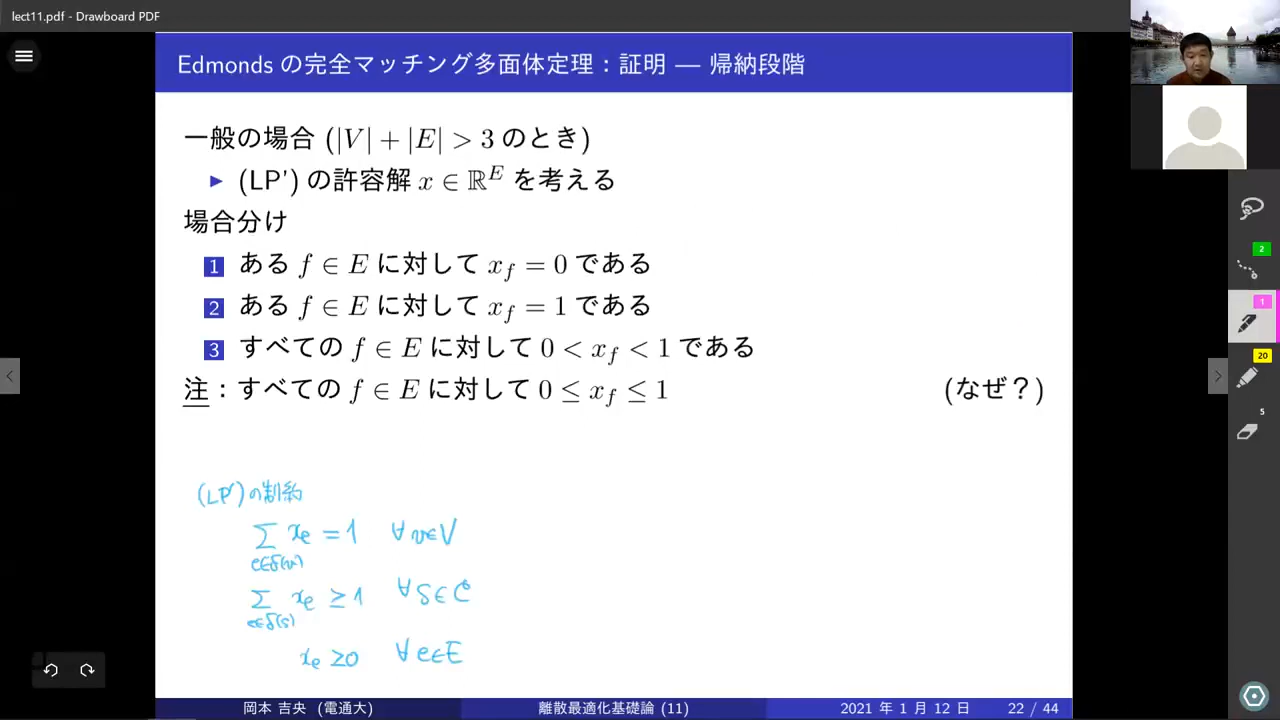 lect11.pdf - Drawboard PDF
Edmonds の完全マッチング多面体定理：証明 — 帰納段階
一般の場合 (|V| + |E| > 3 のとき)
▶ (LP') の許容解 x ∈ ℝ^E を考える
場合分け
1 ある f ∈ E に対して x_f = 0 である
2 ある f ∈ E に対して x_f = 1 である
3 すべての f ∈ E に対して 0 < x_f < 1 である
注：すべての f ∈ E に対して 0 ≤ x_f ≤ 1 (なぜ？)
(LP')の制約
∑_{e∈δ(v)} x_e = 1 ∀v∈V
∑_{e∈δ(S)} x_e ≥ 1 ∀S∈C
x_e ≥ 0 ∀e∈E
岡本 吉央 (電通大) 離散最適化基礎論 (11) 2021 年 1 月 12 日 22 / 44
2
1
20
5